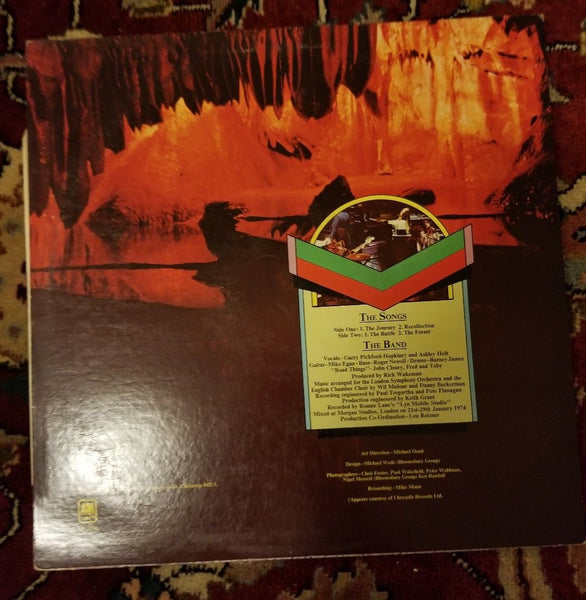 The Songs
Side One: 1. The Journey 2. Recollection
Side Two: 1. The Battle 2. The Forest
The Band
Vocals - Garry Pickford-Hopkins† and Ashley Holt
Guitar - Mike Egan - Bass - Roger Newell - Drums - Barney James
"Road Things" - John Cleary, Fred and Toby
Produced by Rick Wakeman
Music arranged for the London Symphony Orchestra and the
English Chamber Choir by Wil Malone and Danny Beckerman
Recording engineered by Paul Tregurtha and Pete Flanagan
Production engineered by Keith Grant
Recorded by Ronnie Lane's "Lyn Mobile Studio"
Mixed at Morgan Studios, London on 21st-29th January 1974
Production Co-Ordination - Lou Reizner
Art Direction - Michael Doud
Design - Michael Wade (Bloomsbury Group)
Photographers - Chris Foster, Paul Wakefield, Peter Waldman,
Nigel Messett (Bloomsbury Group) Ken Randall
Retouching - Mike Mann
†Appears courtesy of Chrysalis Records Ltd.